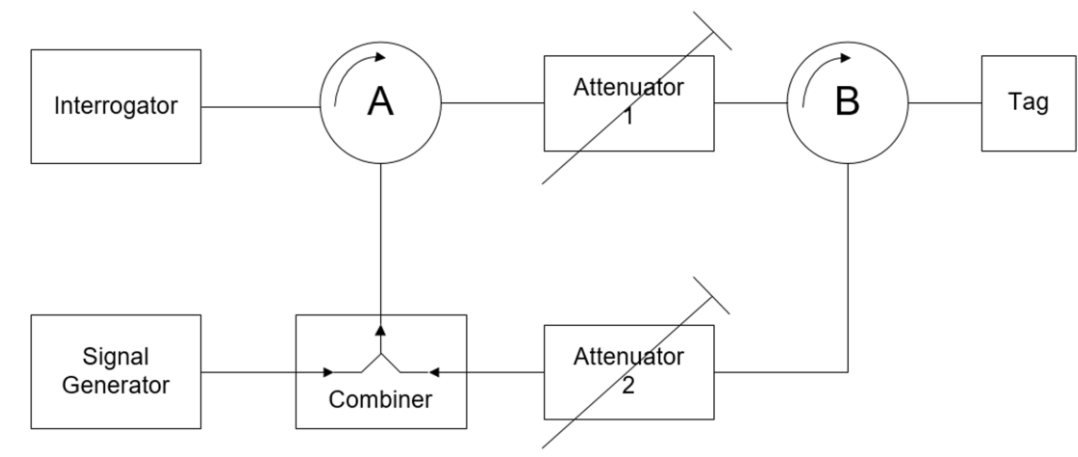 Interrogator
A
Attenuator
1
B
Tag
Signal
Generator
Combiner
Attenuator
2